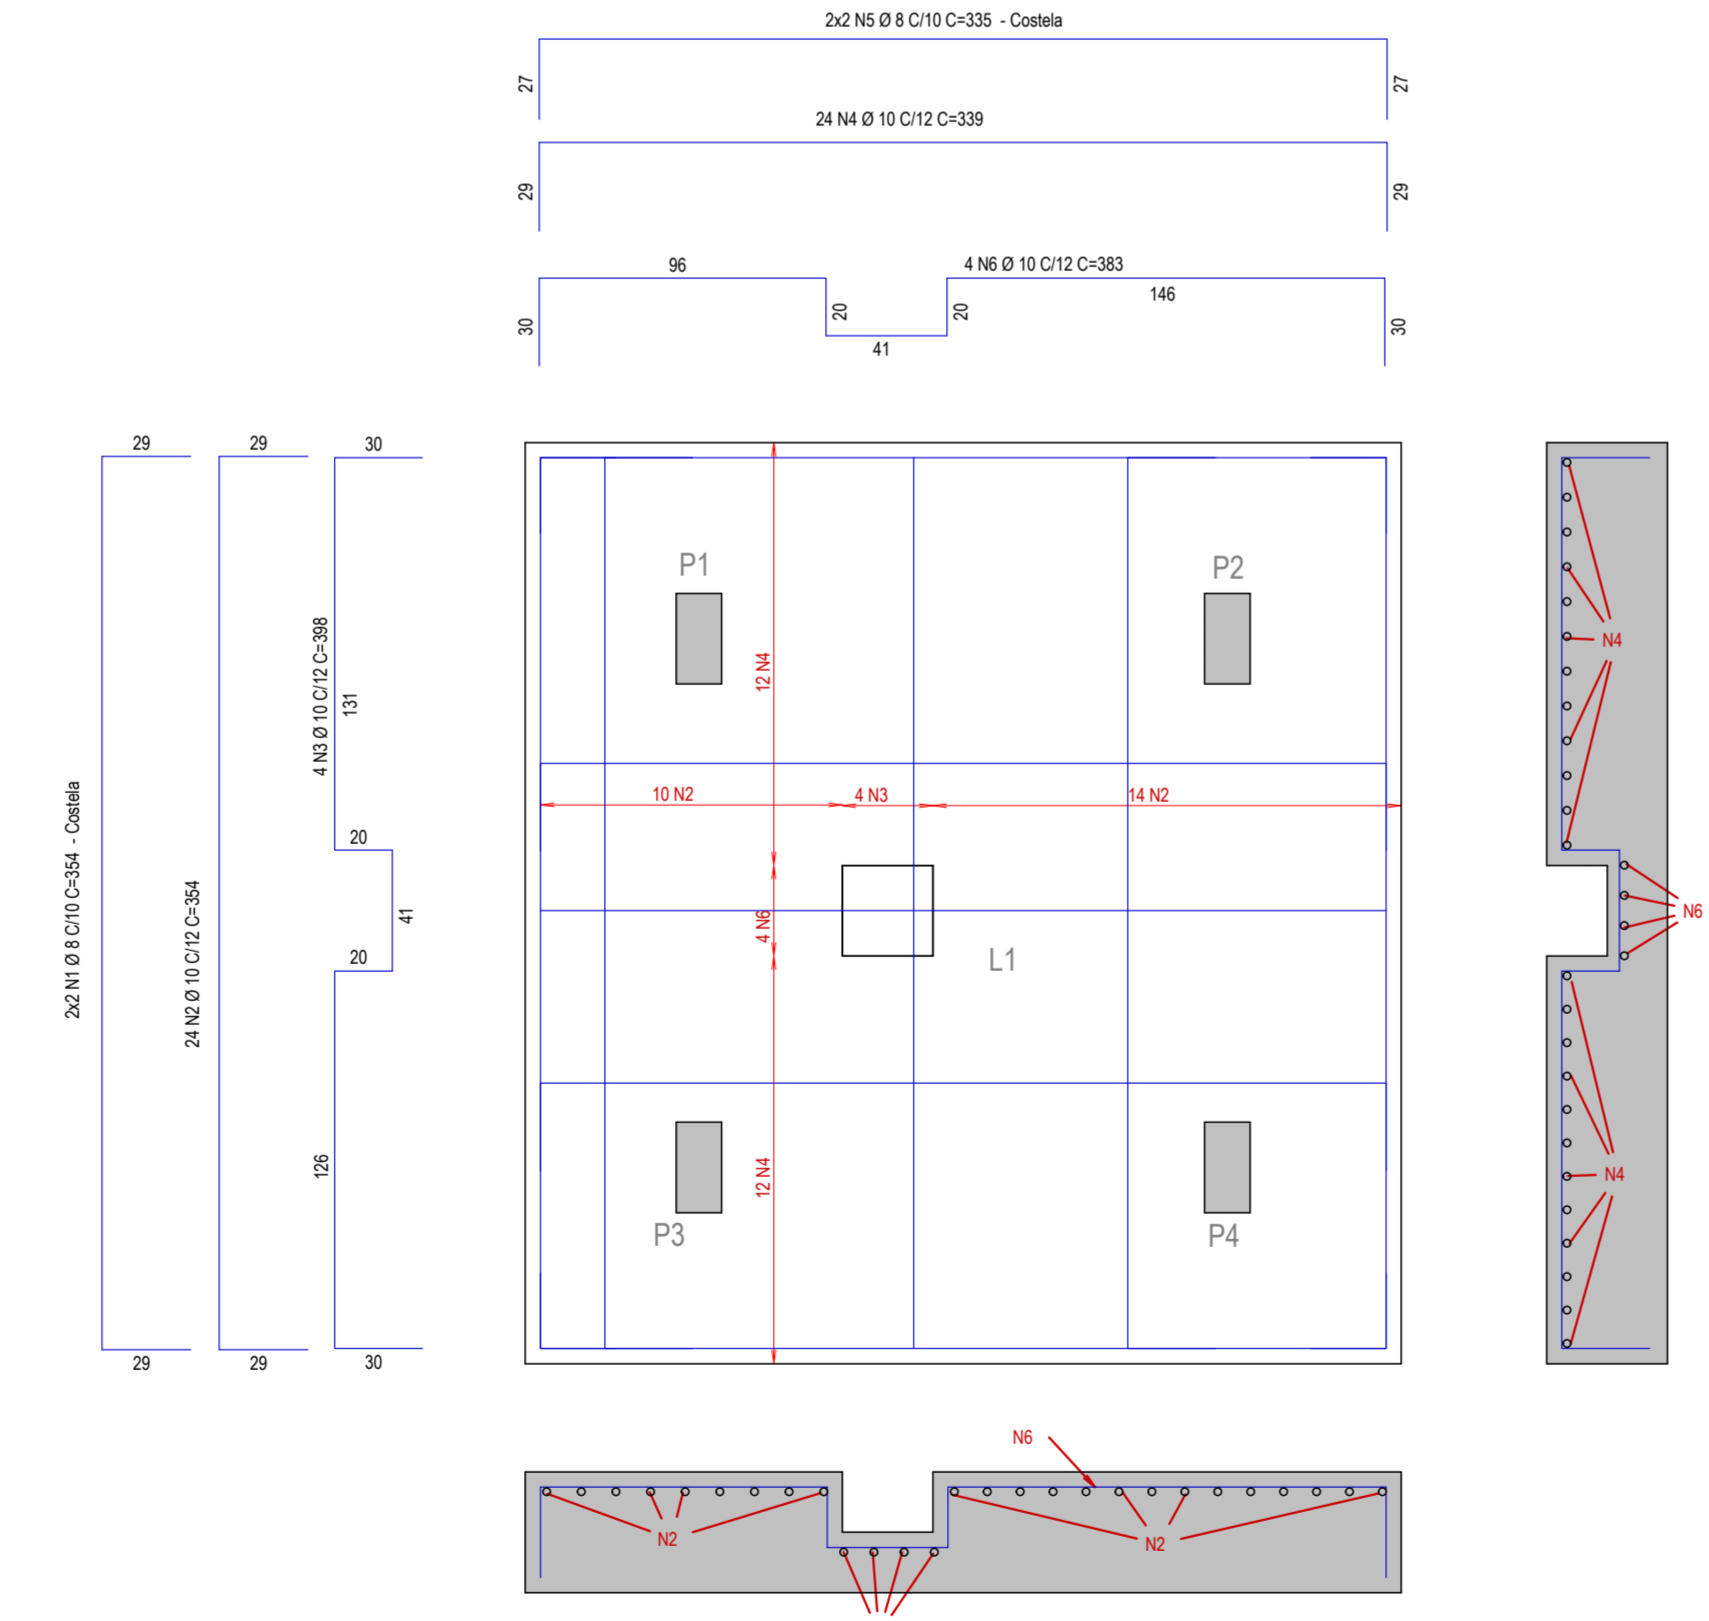 2x2 N5 Ø 8 C/10 C=335 - Costela
27
27
24 N4 Ø 10 C/12 C=339
29
29
96
4 N6 Ø 10 C/12 C=383
146
30
20
20
30
41
29
29
30
2x2 N1 Ø 8 C/10 C=354 - Costela
24 N2 Ø 10 C/12 C=354
4 N3 Ø 10 C/12 C=398
131
20
41
20
126
29
29
30
P1
P2
12 N4
10 N2
4 N3
14 N2
4 N6
L1
12 N4
P3
P4
N4
N6
N4
N6
N2
N2